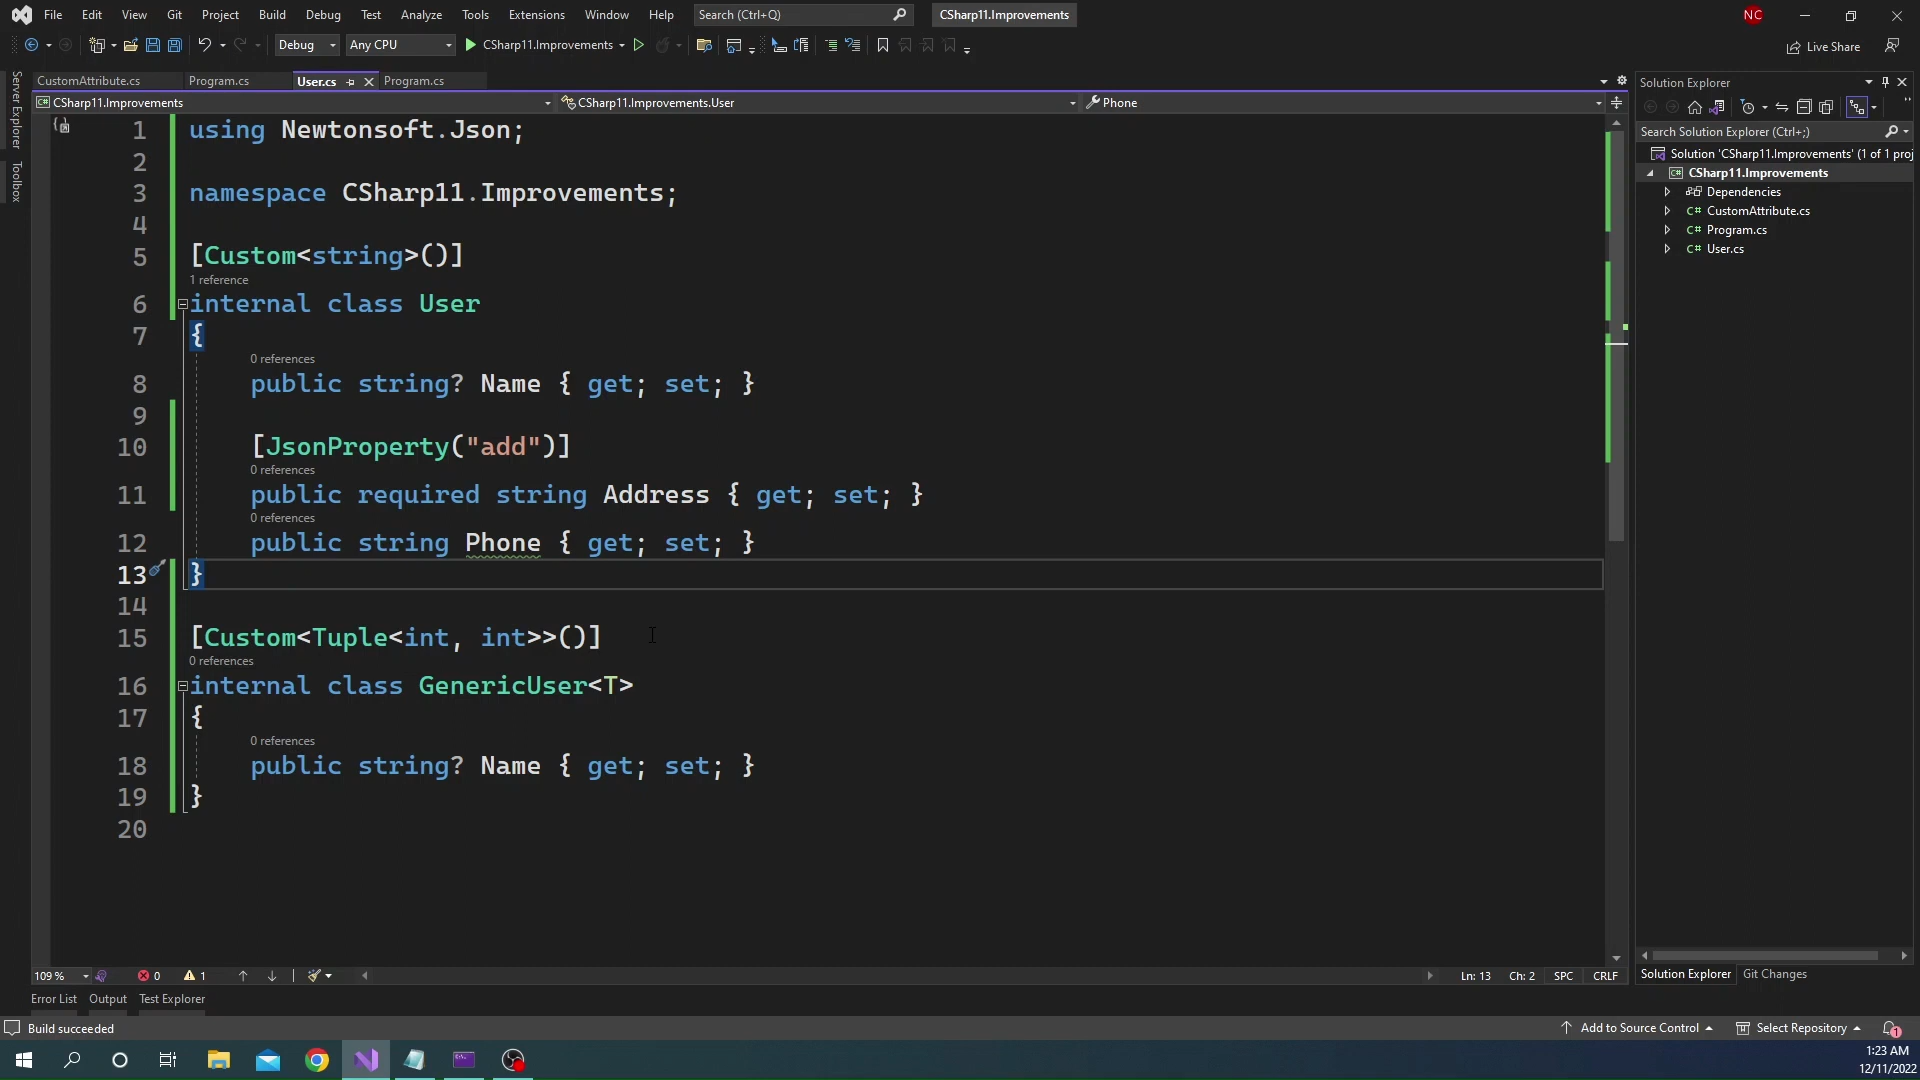 File Edit View Git Project Build Debug Test Analyze Tools Extensions Window Help Search (Ctrl+Q) CSharp11.Improvements NC
Debug Any CPU CSharp11.Improvements Live Share
CustomAttribute.cs Program.cs User.cs Program.cs
CSharp11.Improvements CSharp11.Improvements.User Phone
Server Explorer
Toolbox
1 using Newtonsoft.Json;
2
3 namespace CSharp11.Improvements;
4
5 [Custom<string>()]
1 reference
6 internal class User
7 {
0 references
8 public string? Name { get; set; }
9
10 [JsonProperty("add")]
0 references
11 public required string Address { get; set; }
0 references
12 public string Phone { get; set; }
13 }
14
15 [Custom<Tuple<int, int>>()]
0 references
16 internal class GenericUser<T>
17 {
0 references
18 public string? Name { get; set; }
19 }
20
109 % 0 1 Ln: 13 Ch: 2 SPC CRLF
Solution Explorer
Search Solution Explorer (Ctrl+;)
Solution 'CSharp11.Improvements' (1 of 1 proj
C# CSharp11.Improvements
Dependencies
C# CustomAttribute.cs
C# Program.cs
C# User.cs
Solution Explorer Git Changes
Error List Output Test Explorer
Build succeeded Add to Source Control Select Repository 1
1:23 AM
12/11/2022